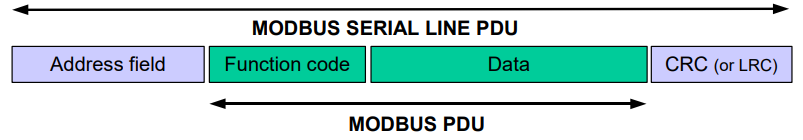 MODBUS SERIAL LINE PDU
Address field
Function code
Data
CRC (or LRC)
MODBUS PDU